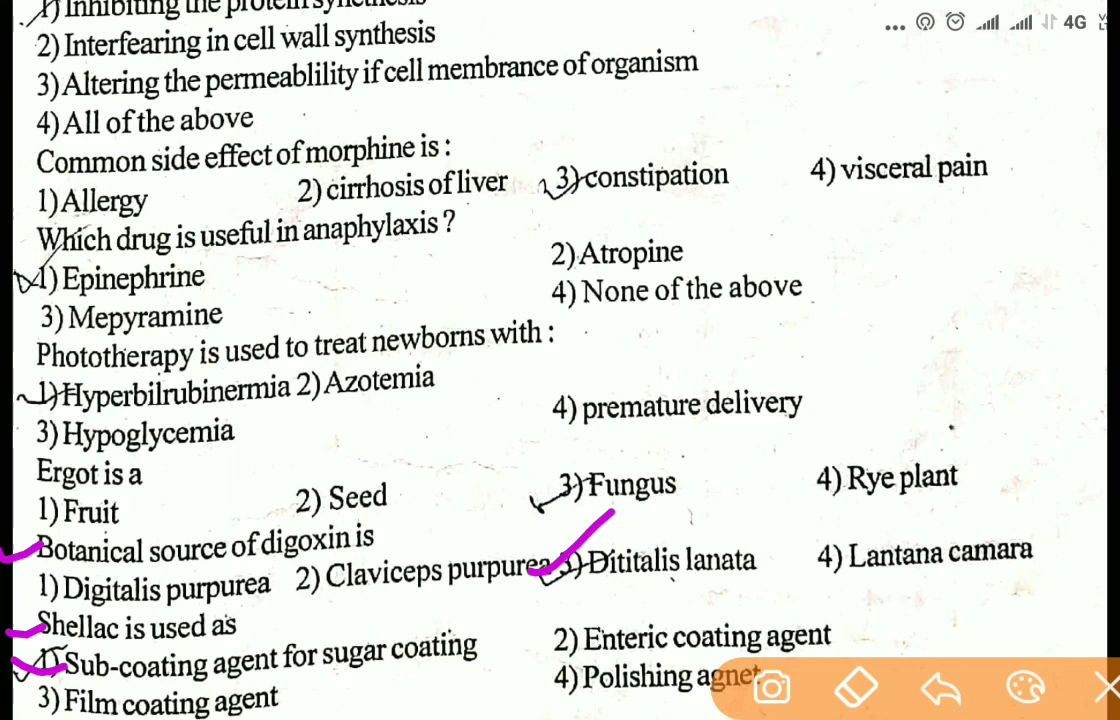 1) Inhibiting the protein synthesis
2) Interfearing in cell wall synthesis
... 4G
3) Altering the permeablility if cell membrance of organism
4) All of the above
Common side effect of morphine is :
1) Allergy 2) cirrhosis of liver 3) constipation 4) visceral pain
Which drug is useful in anaphylaxis ?
1) Epinephrine 2) Atropine
3) Mepyramine 4) None of the above
Phototherapy is used to treat newborns with :
1) Hyperbilrubinermia 2) Azotemia
3) Hypoglycemia 4) premature delivery
Ergot is a
1) Fruit 2) Seed 3) Fungus 4) Rye plant
Botanical source of digoxin is
1) Digitalis purpurea 2) Claviceps purpurea 3) Dititalis lanata 4) Lantana camara
Shellac is used as
1) Sub-coating agent for sugar coating 2) Enteric coating agent
3) Film coating agent 4) Polishing agnet